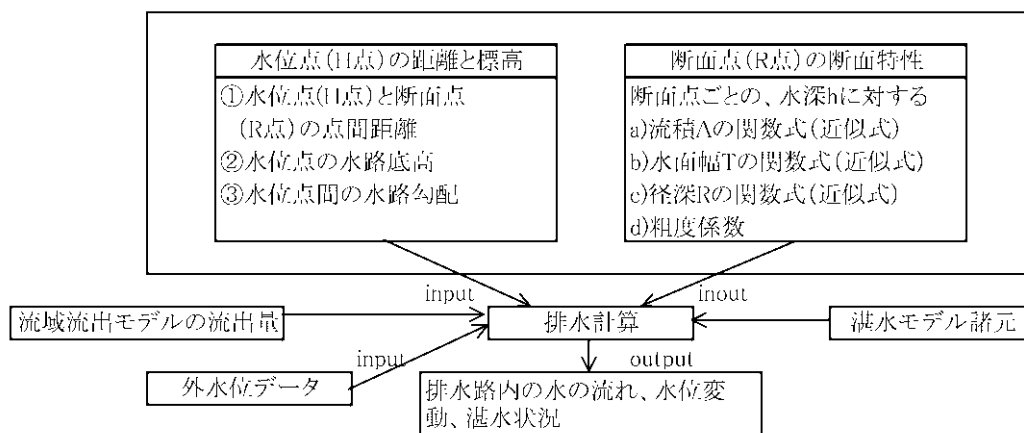 水位点(H点)の距離と標高
①水位点(H点)と断面点
(R点)の点間距離
②水位点の水路底高
③水位点間の水路勾配
断面点(R点)の断面特性
断面点ごとの、水深hに対する
a)流積Aの関数式(近似式)
b)水面幅Tの関数式(近似式)
c)径深Rの関数式(近似式)
d)粗度係数
input
inout
流域流出モデルの流出量
排水計算
湛水モデル諸元
input
output
外水位データ
排水路内の水の流れ、水位変
動、湛水状況